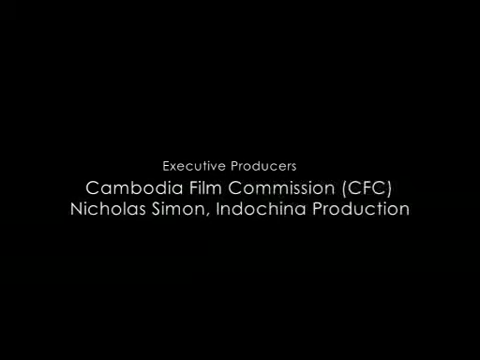 Executive Producers
Cambodia Film Commission (CFC)
Nicholas Simon, Indochina Production